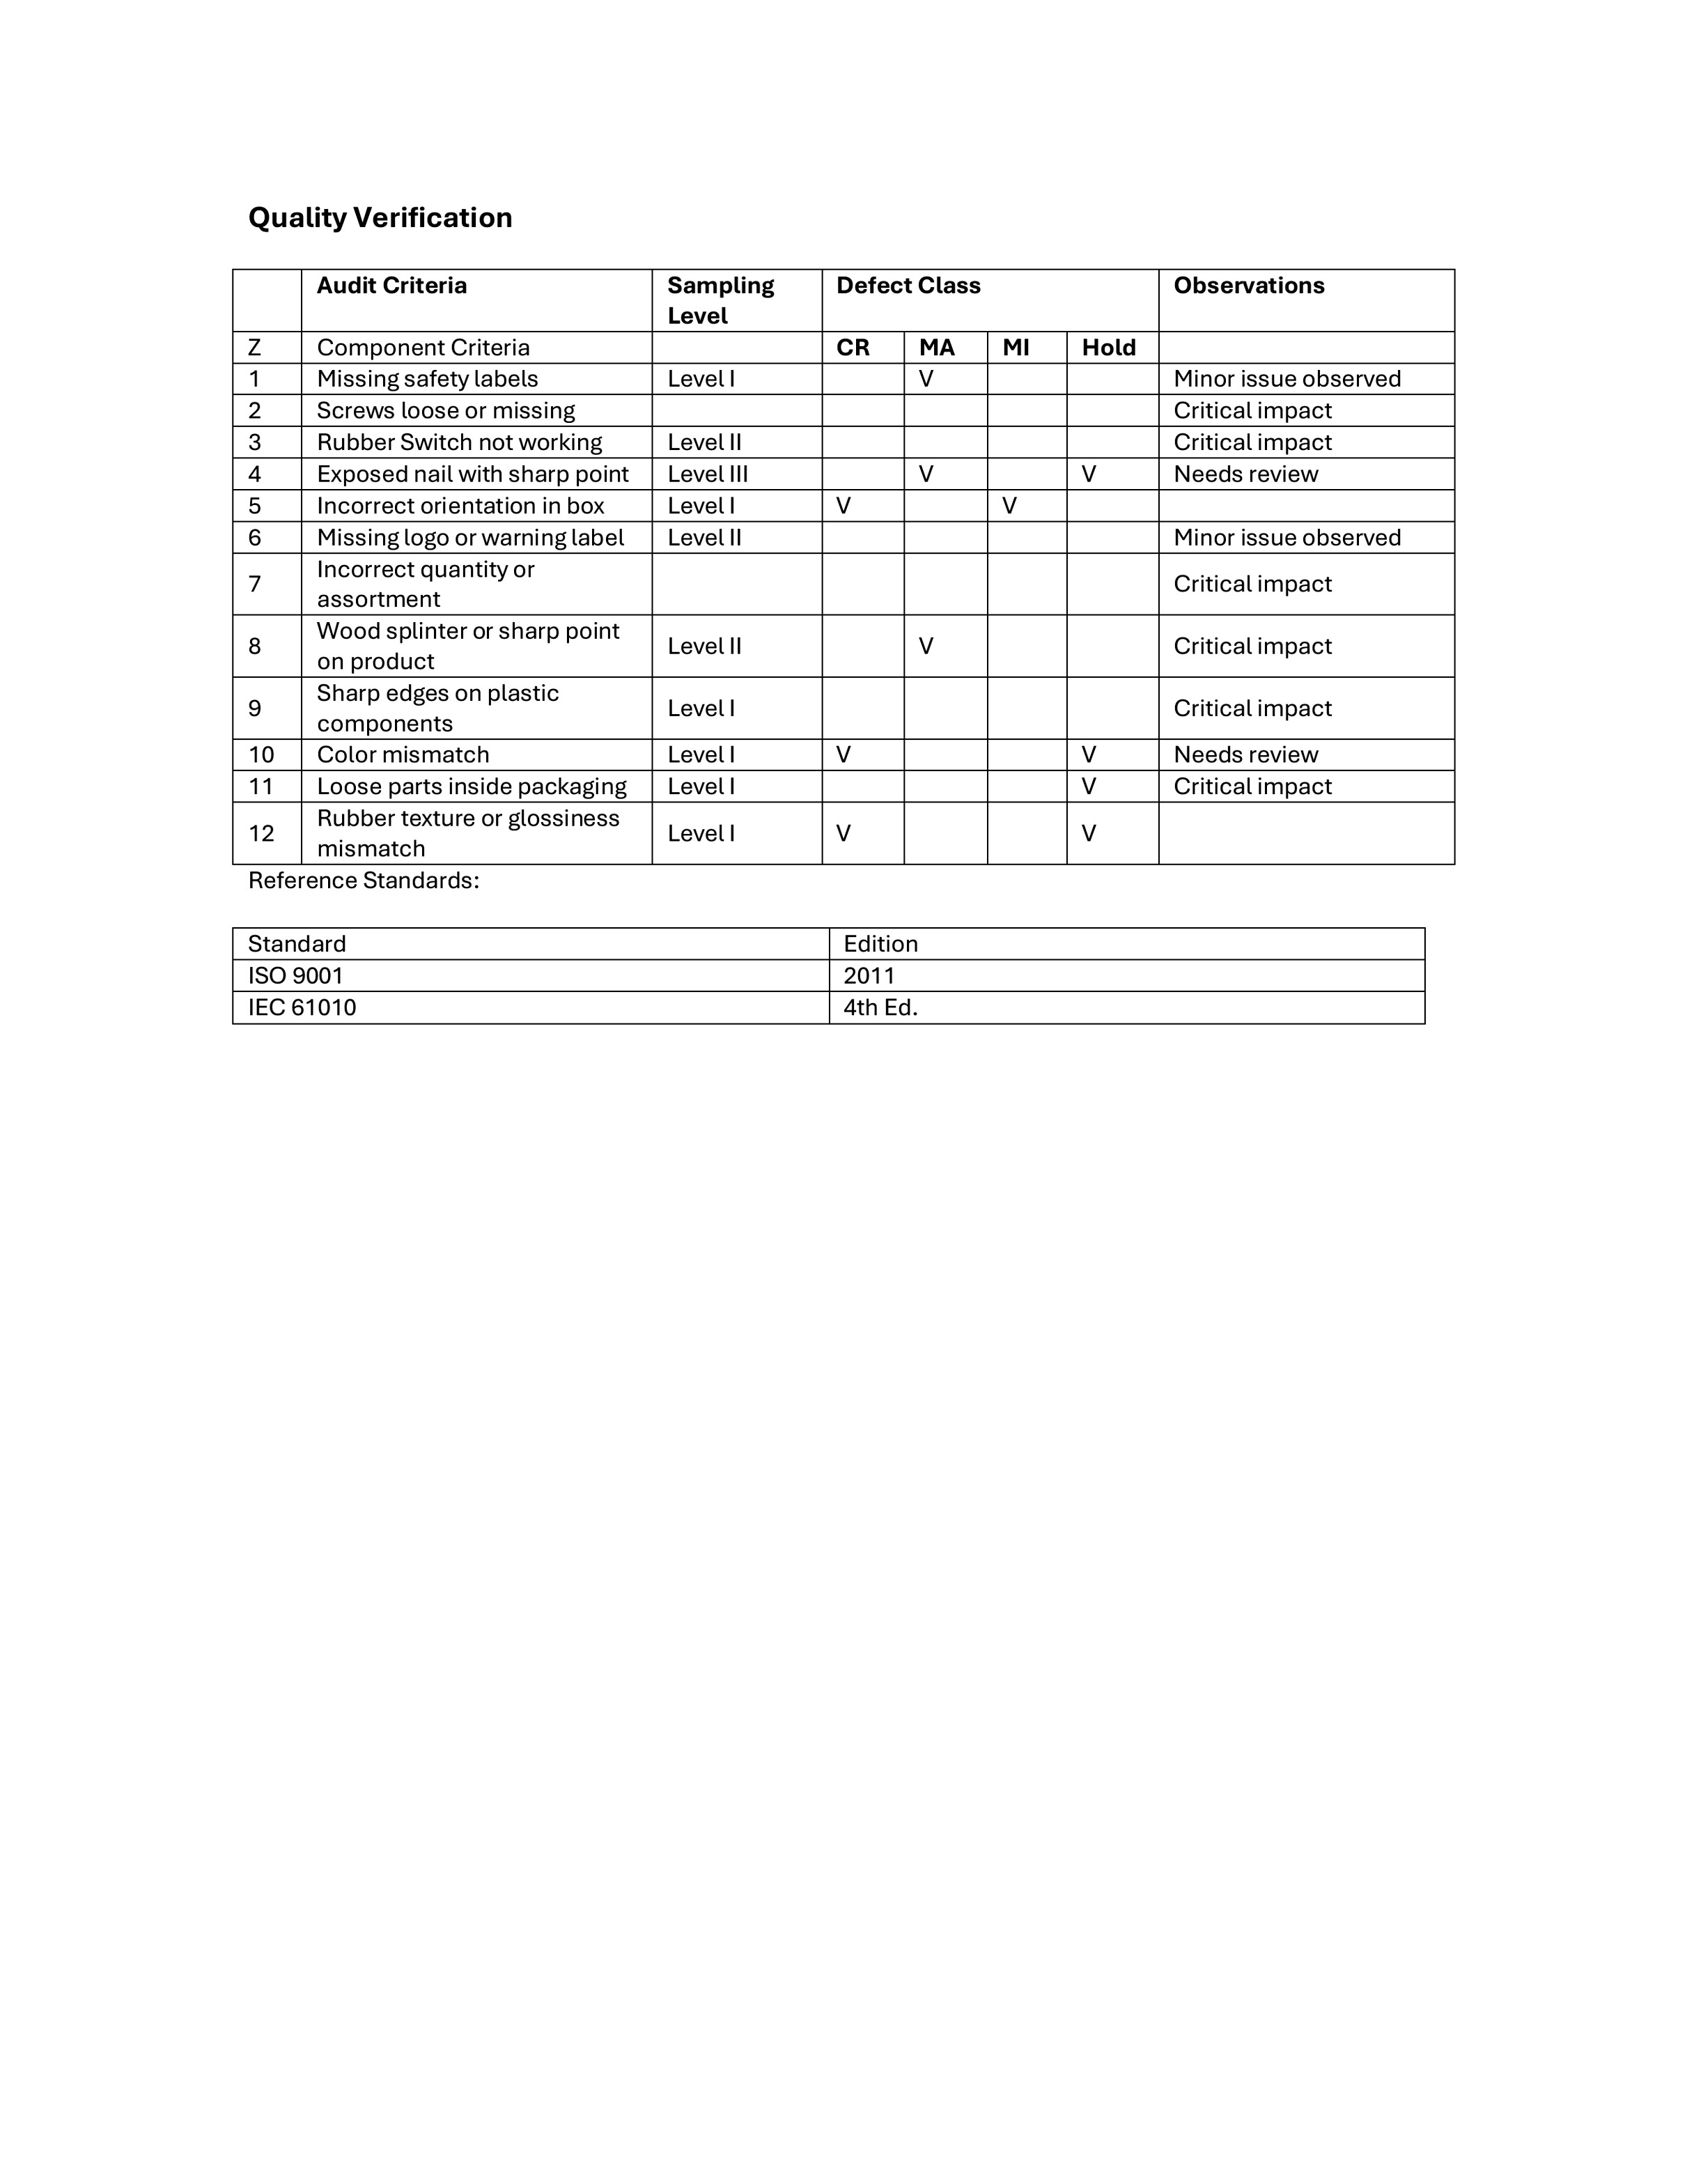 Quality Verification
Audit Criteria Sampling Level Defect Class Observations
Z Component Criteria CR MA MI Hold
1 Missing safety labels Level I V Minor issue observed
2 Screws loose or missing Critical impact
3 Rubber Switch not working Level II Critical impact
4 Exposed nail with sharp point Level III V V Needs review
5 Incorrect orientation in box Level I V V
6 Missing logo or warning label Level II Minor issue observed
7 Incorrect quantity or assortment Critical impact
8 Wood splinter or sharp point on product Level II V Critical impact
9 Sharp edges on plastic components Level I Critical impact
10 Color mismatch Level I V V Needs review
11 Loose parts inside packaging Level I V Critical impact
12 Rubber texture or glossiness mismatch Level I V V
Reference Standards:
Standard Edition
ISO 9001 2011
IEC 61010 4th Ed.